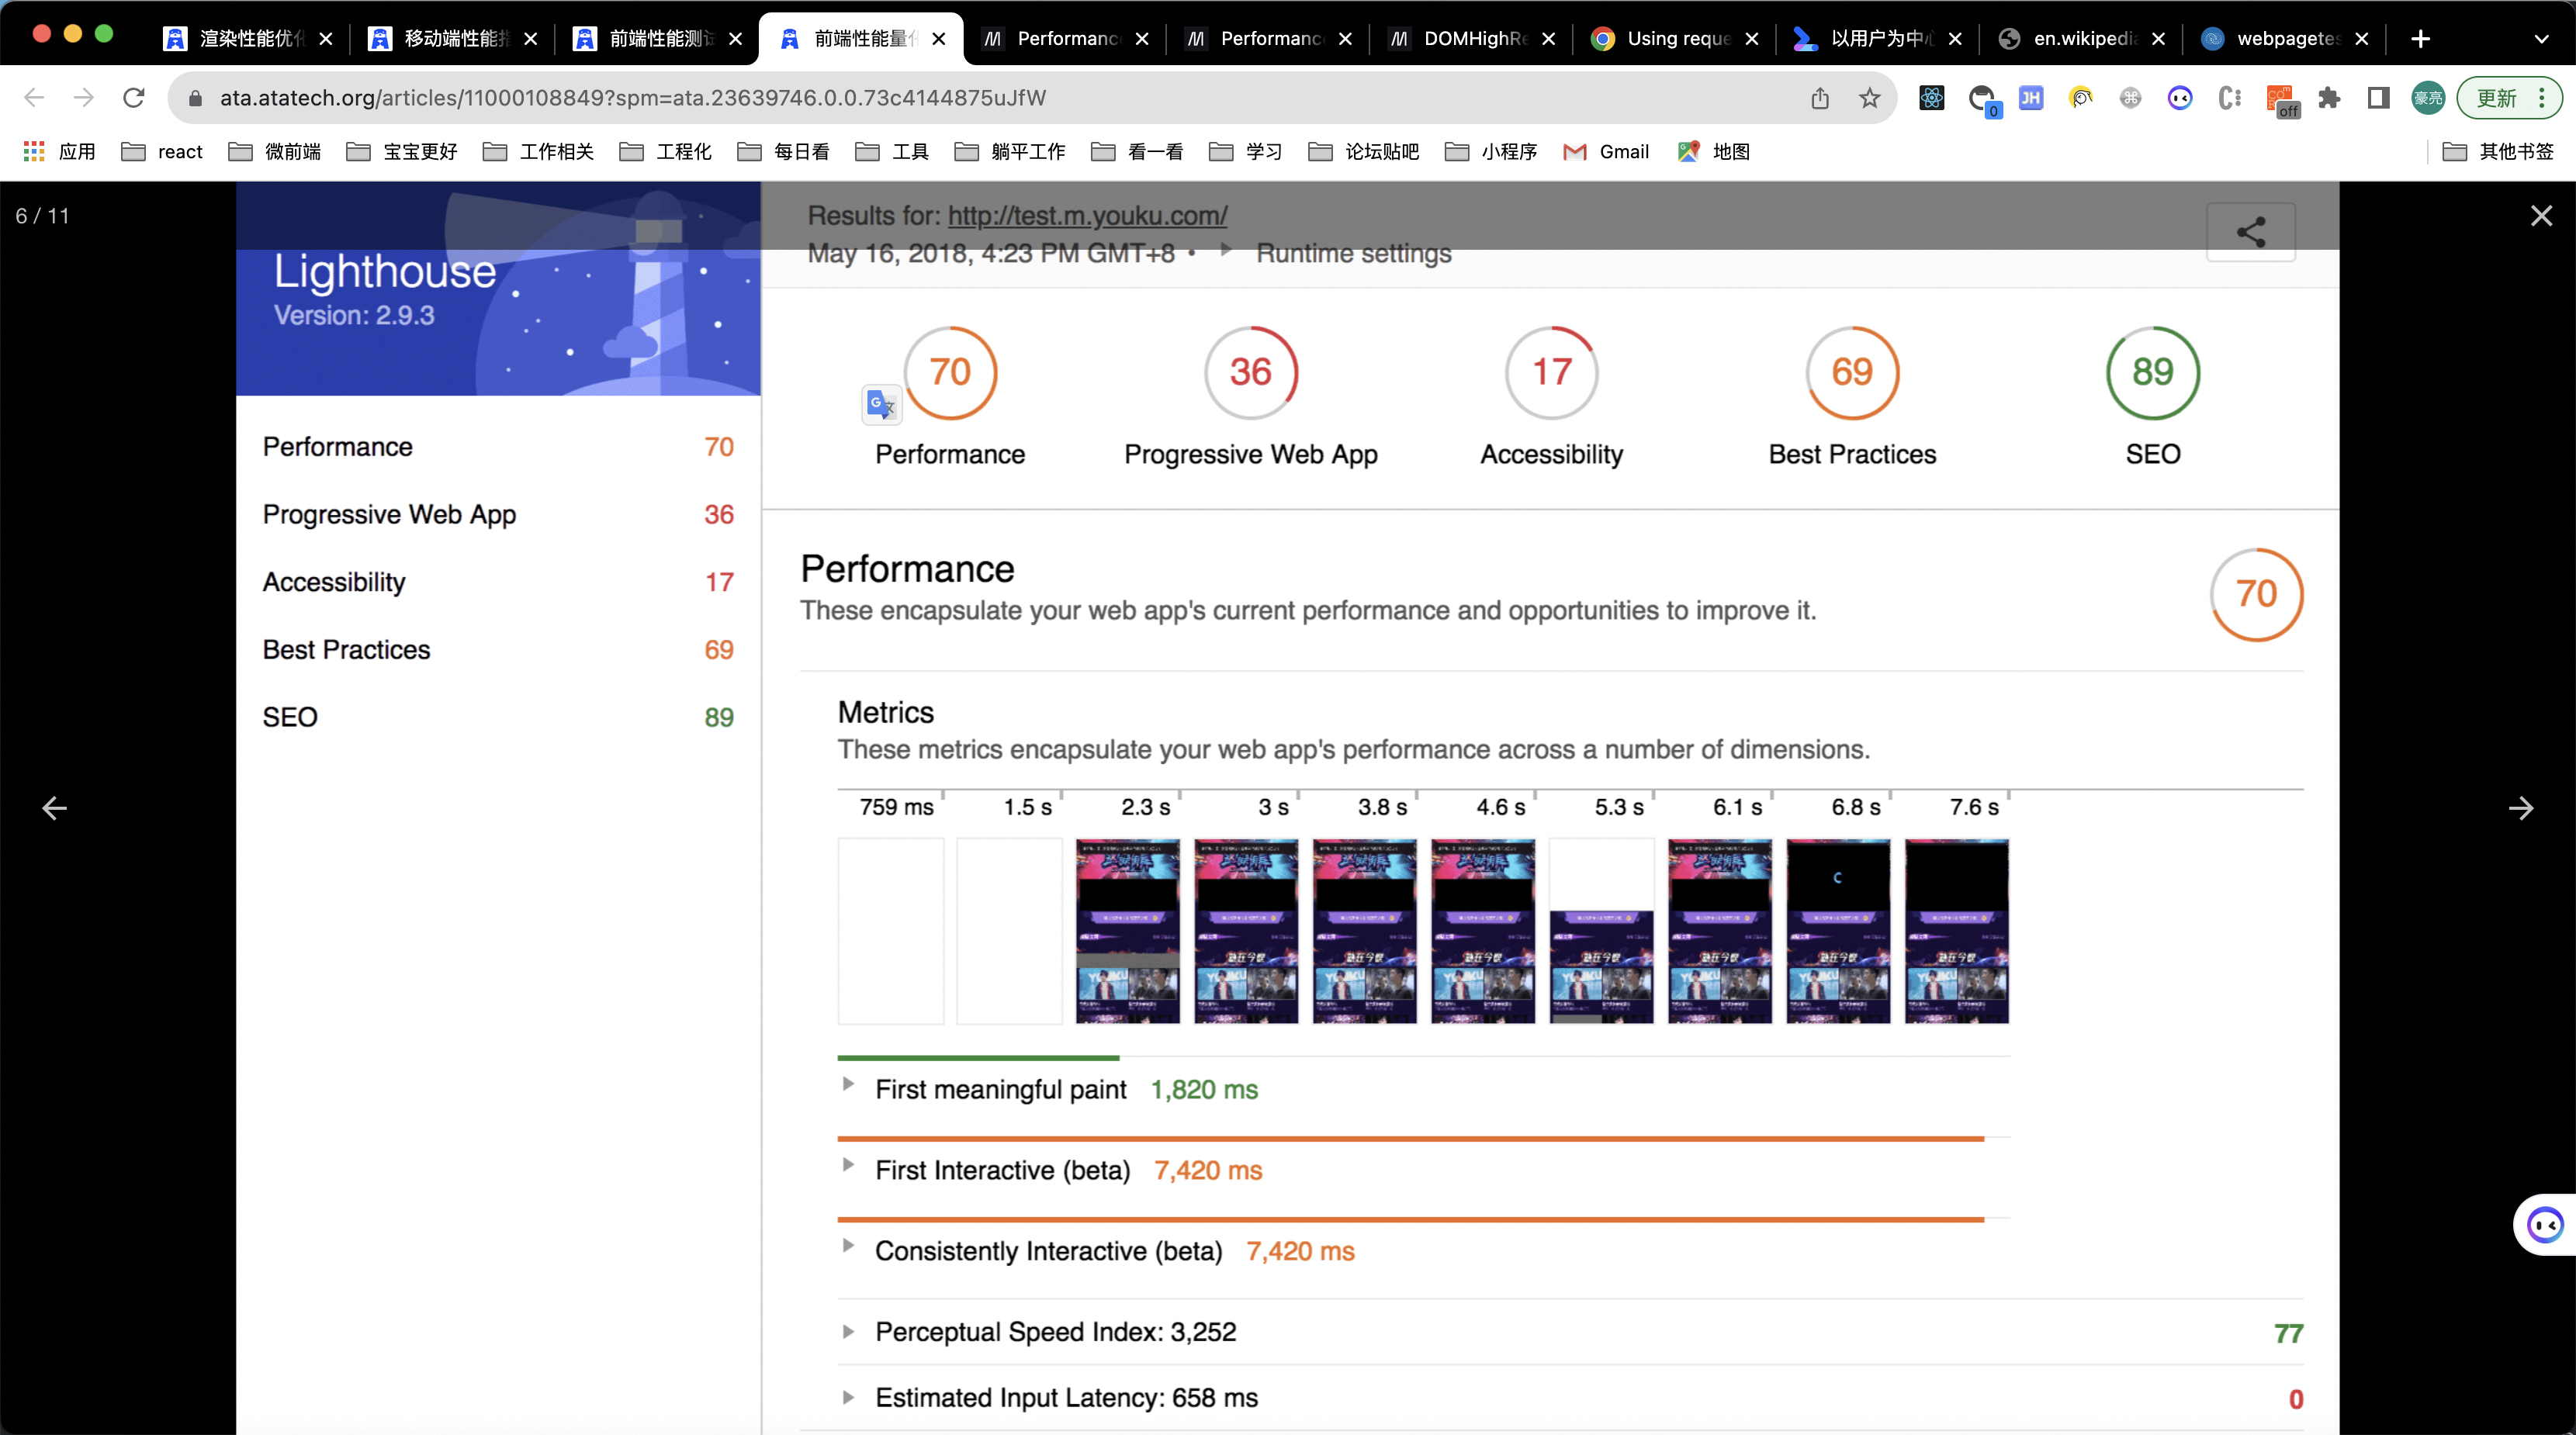 渲染性能优化
移动端性能指
前端性能测试
前端性能量化
Performanc
Performanc
DOMHighRe
Using reque
以用户为中心
en.wikipedia
webpagetes
ata.atatech.org/articles/11000108849?spm=ata.23639746.0.0.73c4144875uJfW
0
JH
off
豪亮
更新
应用
react
微前端
宝宝更好
工作相关
工程化
每日看
工具
躺平工作
看一看
学习
论坛贴吧
小程序
Gmail
地图
其他书签
6 / 11
Lighthouse
Version: 2.9.3
Performance 70
Progressive Web App 36
Accessibility 17
Best Practices 69
SEO 89
Results for: http://test.m.youku.com/
May 16, 2018, 4:23 PM GMT+8 • Runtime settings
70 36 17 69 89
Performance Progressive Web App Accessibility Best Practices SEO
Performance
These encapsulate your web app's current performance and opportunities to improve it.
70
Metrics
These metrics encapsulate your web app's performance across a number of dimensions.
759 ms 1.5 s 2.3 s 3 s 3.8 s 4.6 s 5.3 s 6.1 s 6.8 s 7.6 s
First meaningful paint 1,820 ms
First Interactive (beta) 7,420 ms
Consistently Interactive (beta) 7,420 ms
Perceptual Speed Index: 3,252 77
Estimated Input Latency: 658 ms 0